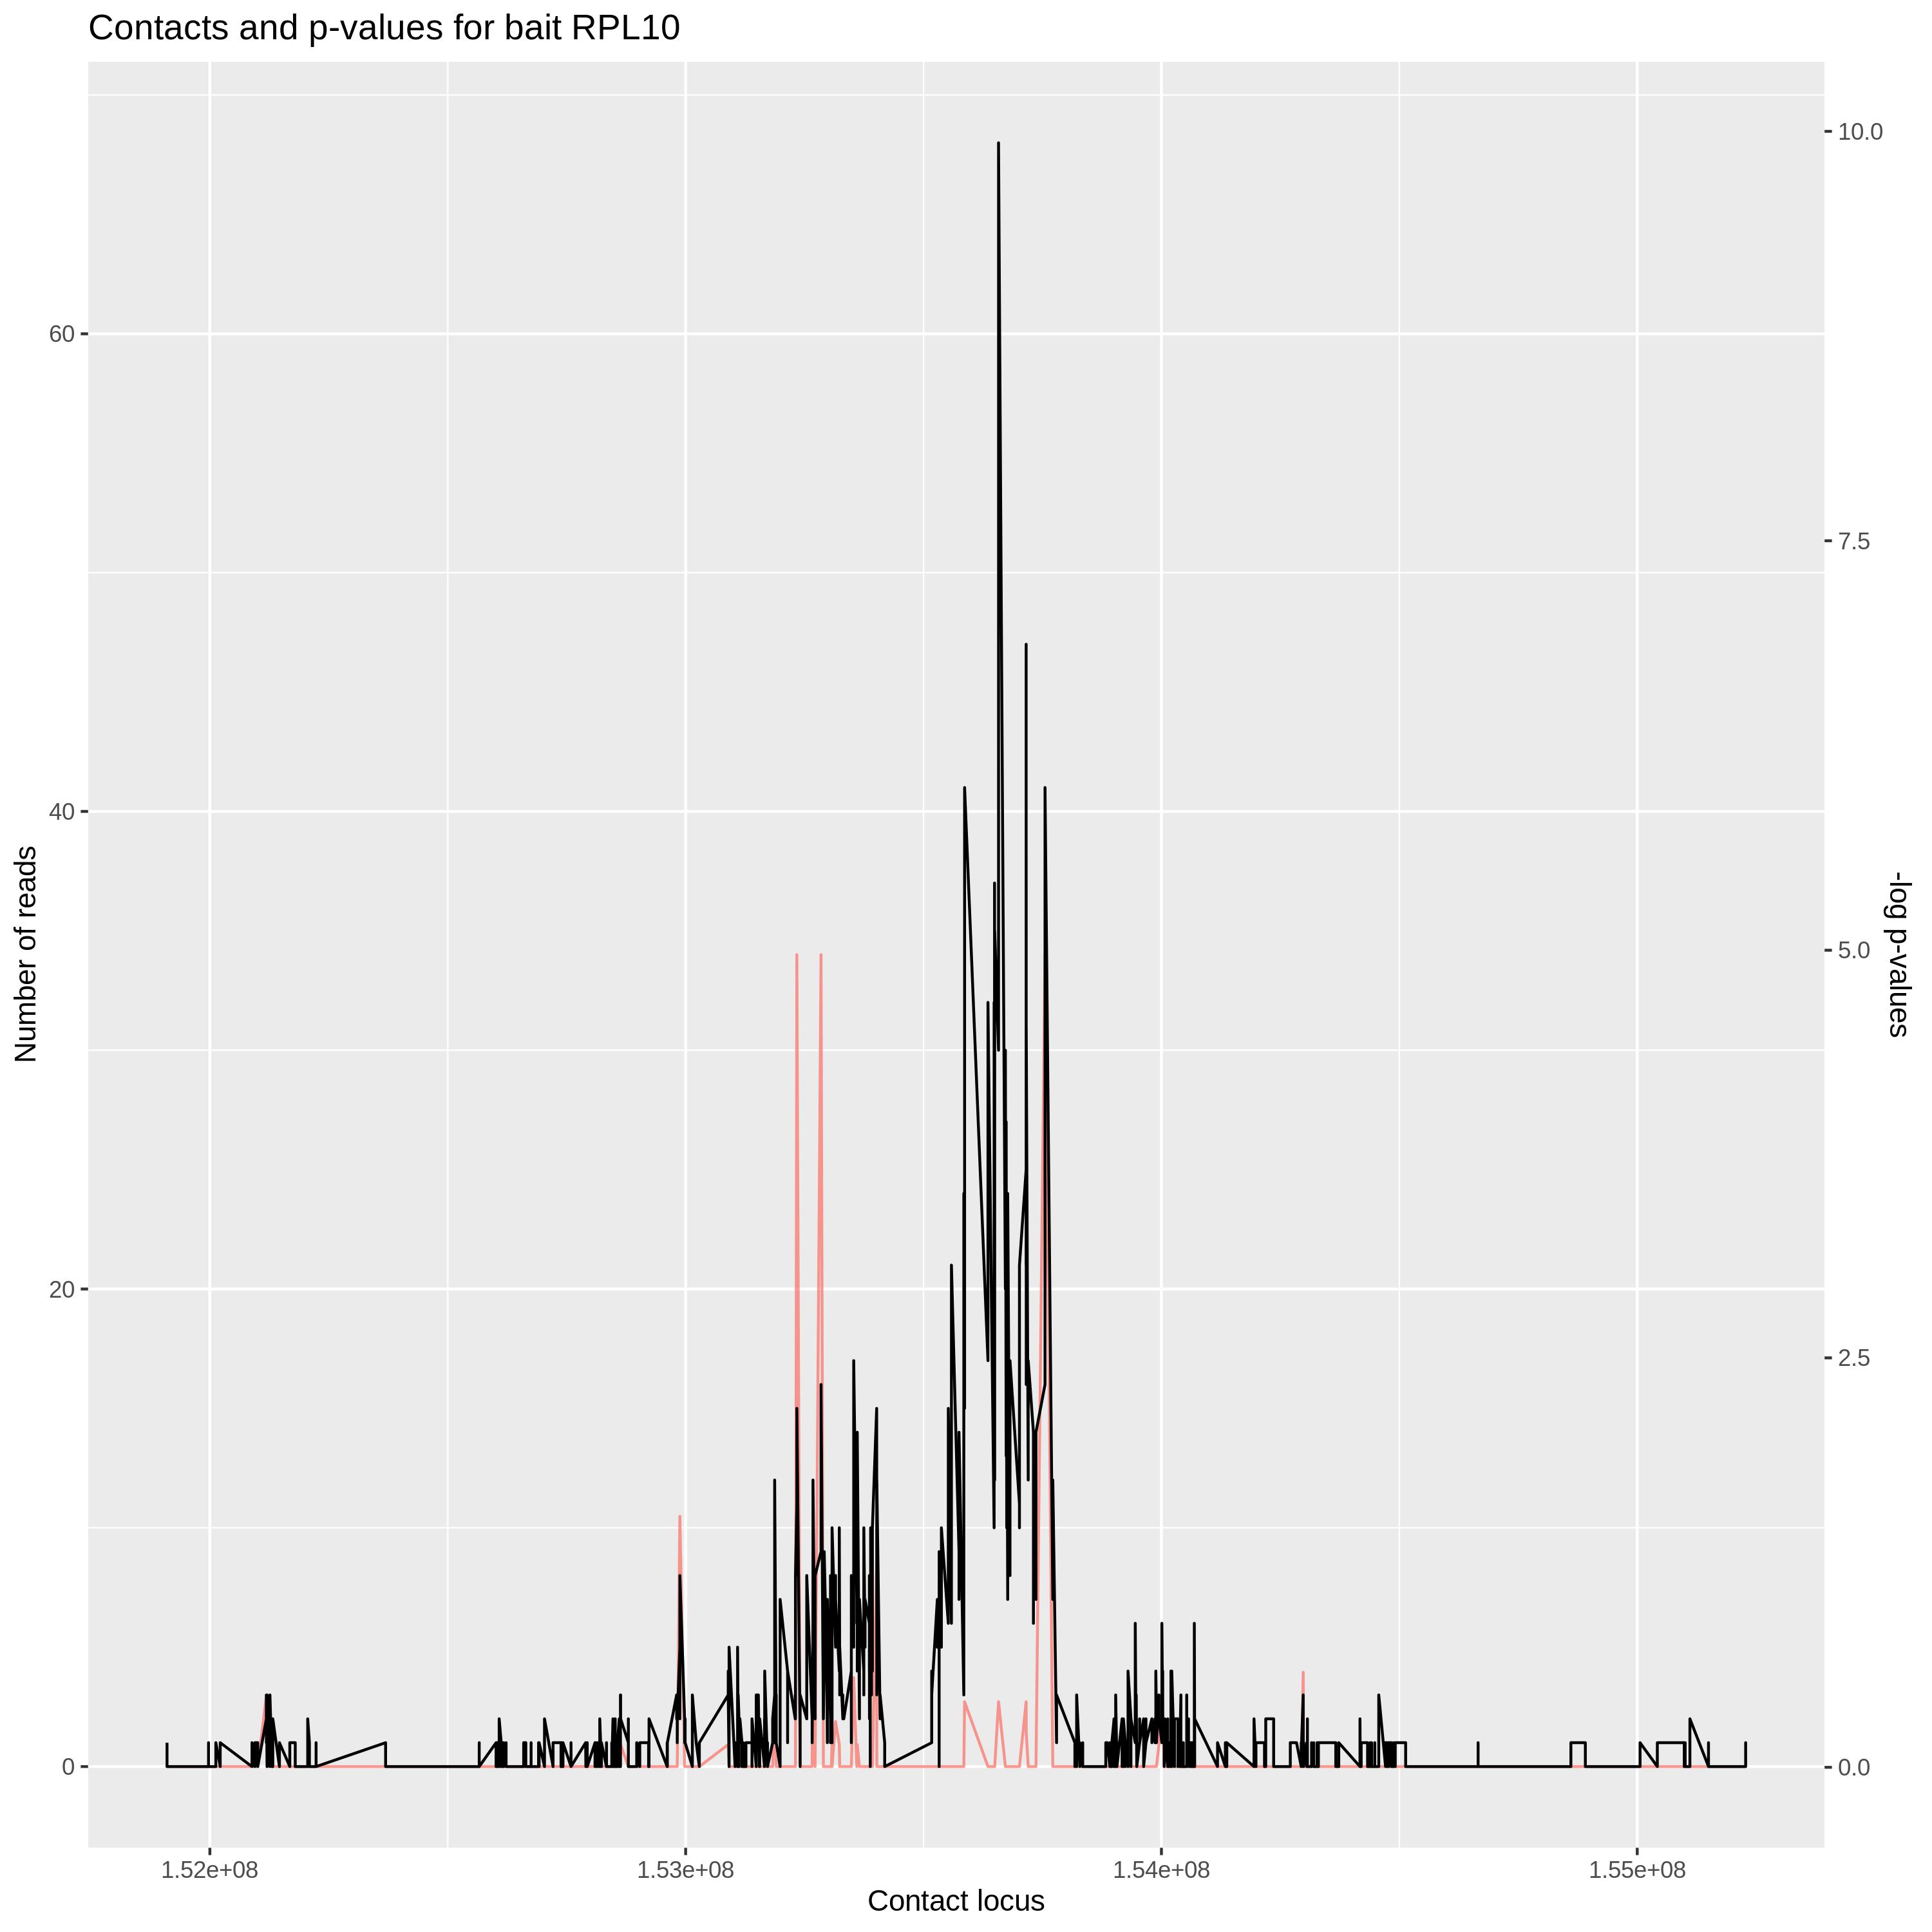 Contacts and p-values for bait RPL10
10.0
60
7.5
40
Number of reads
-log p-values
5.0
20
2.5
0
0.0
1.52e+08
1.53e+08
1.54e+08
1.55e+08
Contact locus